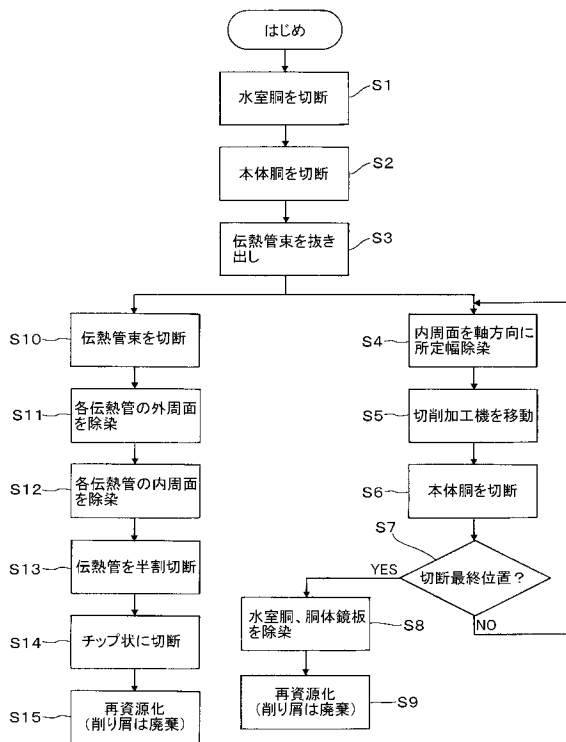 はじめ
水室胴を切断
S1
本体胴を切断
S2
伝熱管束を抜き
出し
S3
S10
伝熱管束を切断
S11
各伝熱管の外周面
を除染
S12
各伝熱管の内周面
を除染
S13
伝熱管を半割切断
S14
チップ状に切断
S15
再資源化
(削り屑は廃棄)
S4
内周面を軸方向に
所定幅除染
S5
切削加工機を移動
S6
本体胴を切断
S7
切断最終位置?
YES
NO
水室胴、胴体鏡板
を除染
S8
再資源化
(削り屑は廃棄)
S9